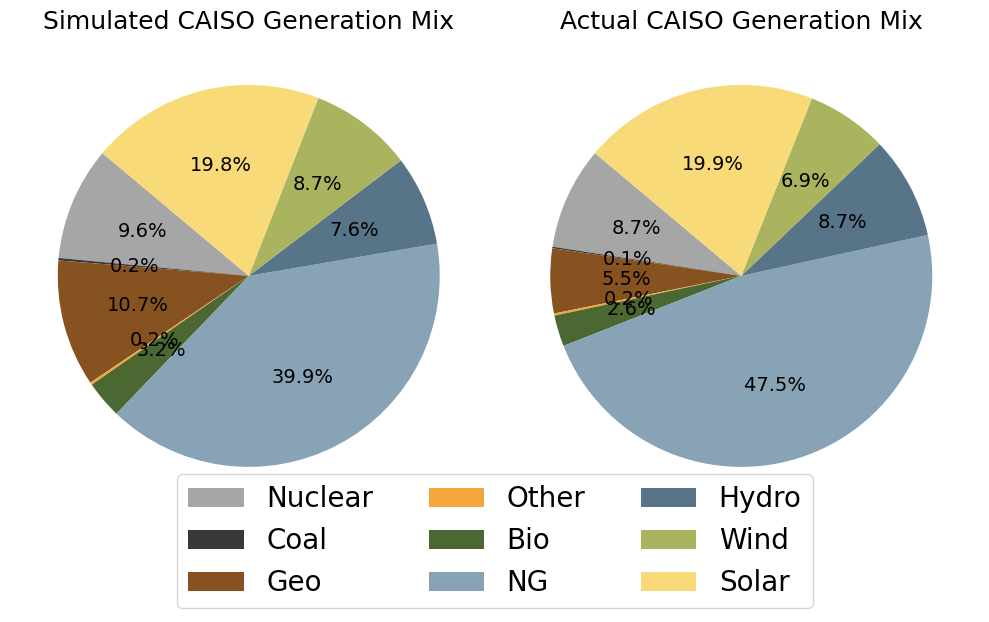 Simulated CAISO Generation Mix
19.8%
8.7%
9.6%
7.6%
0.2%
10.7%
0.2%
3.2%
39.9%
Actual CAISO Generation Mix
19.9%
6.9%
8.7%
8.7%
0.1%
5.5%
0.2%
2.6%
47.5%
Nuclear
Coal
Geo
Other
Bio
NG
Hydro
Wind
Solar